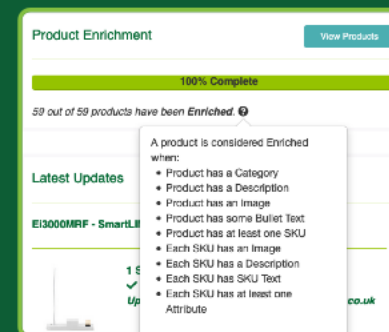 Product Enrichment
View Products
100% Complete
59 out of 59 products have been Enriched.
A product is considered Enriched
when:
Product has a Category
Product has a Description
Product has an Image
Product has some Bullet Text
Product has at least one SKU
Each SKU has an Image
Each SKU has a Description
Each SKU has SKU Text
Each SKU has at least one
Attribute
Latest Updates
Ei3000MRF -
1
co.uk